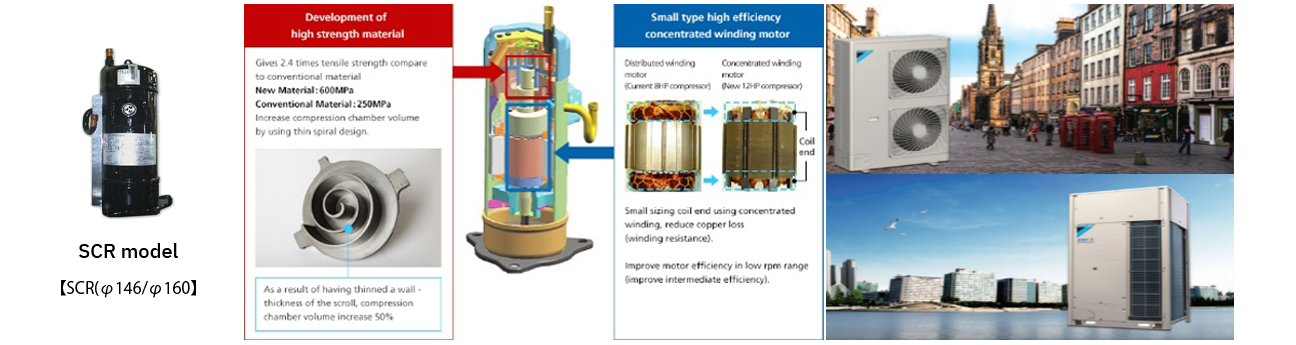 SCR model
【SCR(φ146/φ160】
Development of
high strength material
Gives 2.4 times tensile strength compare
to conventional material
New Material : 600MPa
Conventional Material : 250MPa
Increase compression chamber volume
by using thin spiral design.
As a result of having thinned a wall -
thickness of the scroll, compression
chamber volume increase 50%
Small type high efficiency
concentrated winding motor
Distributed winding
motor
(Current 8HP compressor)
Concentrated winding
motor
(New 12HP compressor)
Coil
end
Small sizing coil end using concentrated
winding, reduce copper loss
(winding resistance).
Improve motor efficiency in low rpm range
(improve intermediate efficiency).
DAIKIN